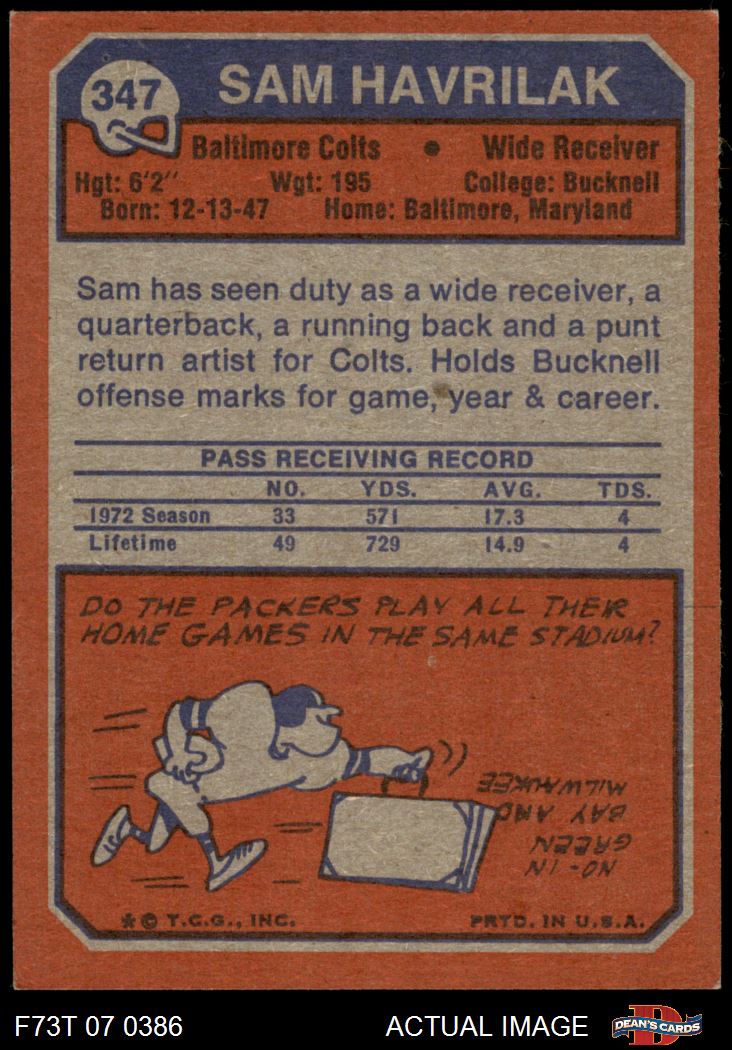 347
SAM HAVRILAK
Baltimore Colts • Wide Receiver
Hgt: 6'2'' Wgt: 195 College: Bucknell
Born: 12-13-47 Home: Baltimore, Maryland
Sam has seen duty as a wide receiver, a
quarterback, a running back and a punt
return artist for Colts. Holds Bucknell
offense marks for game, year & career.
PASS RECEIVING RECORD
NO. YDS. AVG. TDS.
1972 Season 33 571 17.3 4
Lifetime 49 729 14.9 4
DO THE PACKERS PLAY ALL THEIR
HOME GAMES IN THE SAME STADIUM?
NO-IN
GREEN
BAY AND
MILWAUKEE
* © T.C.G., INC. PRTD. IN U.S.A.
F73T 07 0386 ACTUAL IMAGE
D
DEAN'S CARDS